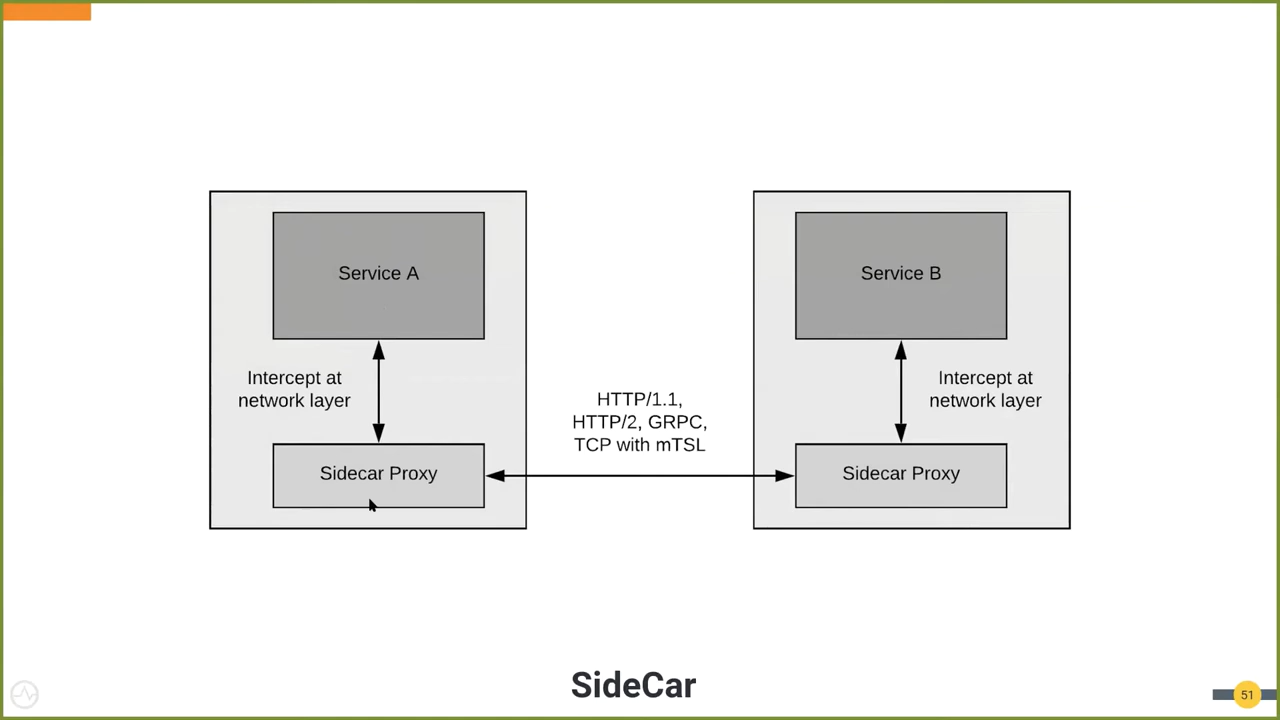 Service A
Service B
Intercept at
network layer
HTTP/1.1,
HTTP/2, GRPC,
TCP with mTSL
Intercept at
network layer
Sidecar Proxy
Sidecar Proxy
SideCar
51